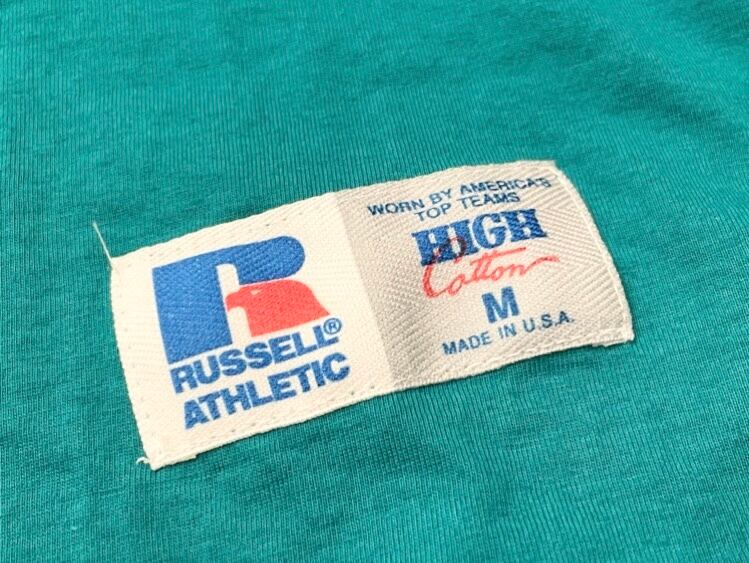 RUSSELL®
ATHLETIC
WORN BY AMERICA'S
TOP TEAMS
HIGH
Cotton
M
MADE IN U.S.A.